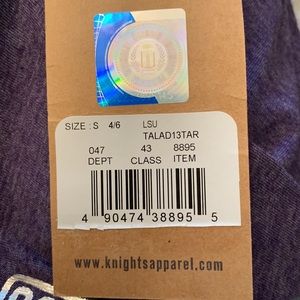 SIZE : S 4/6 LSU
TALAD13TAR
047 43 8895
DEPT CLASS ITEM
4 90474 38895 5
www.knightsapparel.com